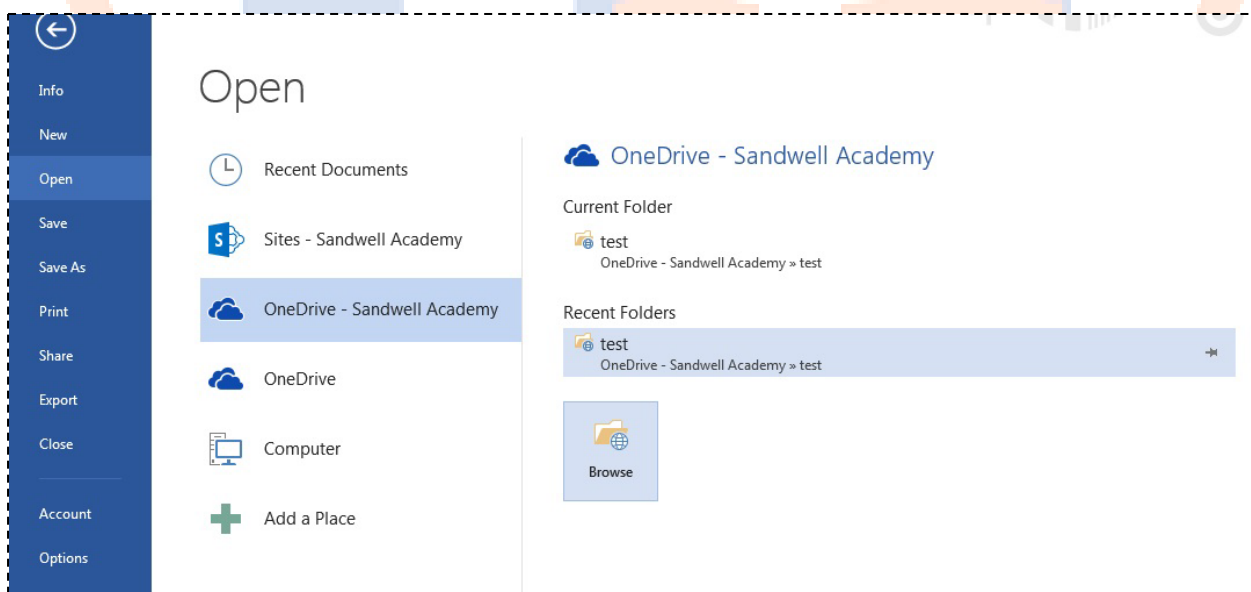 Info
New
Open
Save
Save As
Print
Share
Export
Close
Account
Options
Open
Recent Documents
Sites - Sandwell Academy
OneDrive - Sandwell Academy
OneDrive
Computer
Add a Place
OneDrive - Sandwell Academy
Current Folder
test
OneDrive - Sandwell Academy » test
Recent Folders
test
OneDrive - Sandwell Academy » test
Browse